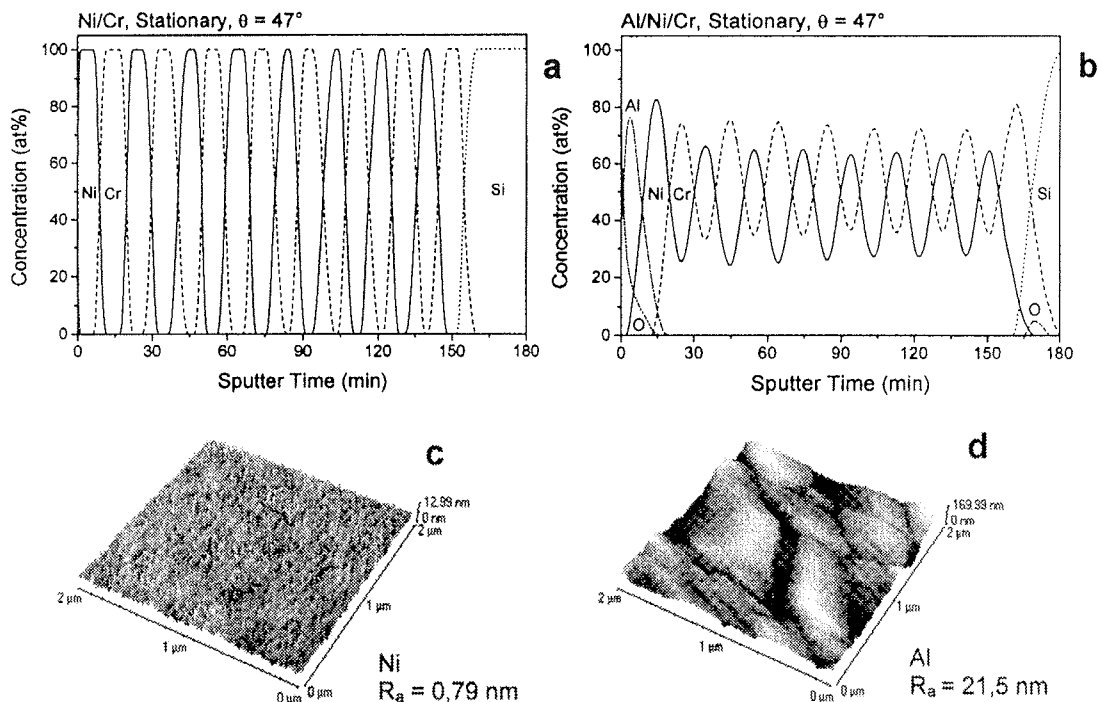 Ni/Cr, Stationary, θ = 47°
a
Concentration (at%)
100
80
60
40
20
0
Ni
Cr
Si
0
30
60
90
120
150
180
Sputter Time (min)
Al/Ni/Cr, Stationary, θ = 47°
b
Concentration (at%)
100
80
60
40
20
0
Al
Ni
Cr
Si
O
O
0
30
60
90
120
150
180
Sputter Time (min)
c
12.99 nm
0 nm
2 µm
2 µm
1 µm
1 µm
0 µm
0 µm
Ni
Ra = 0,79 nm
d
169.99 nm
0 nm
2 µm
2 µm
1 µm
1 µm
0 µm
0 µm
Al
Ra = 21,5 nm